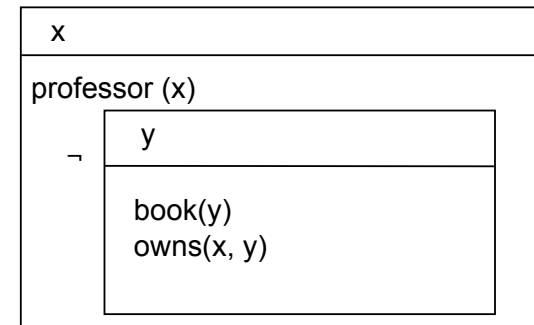 x
professor (x)
¬
y
book(y)
owns(x, y)